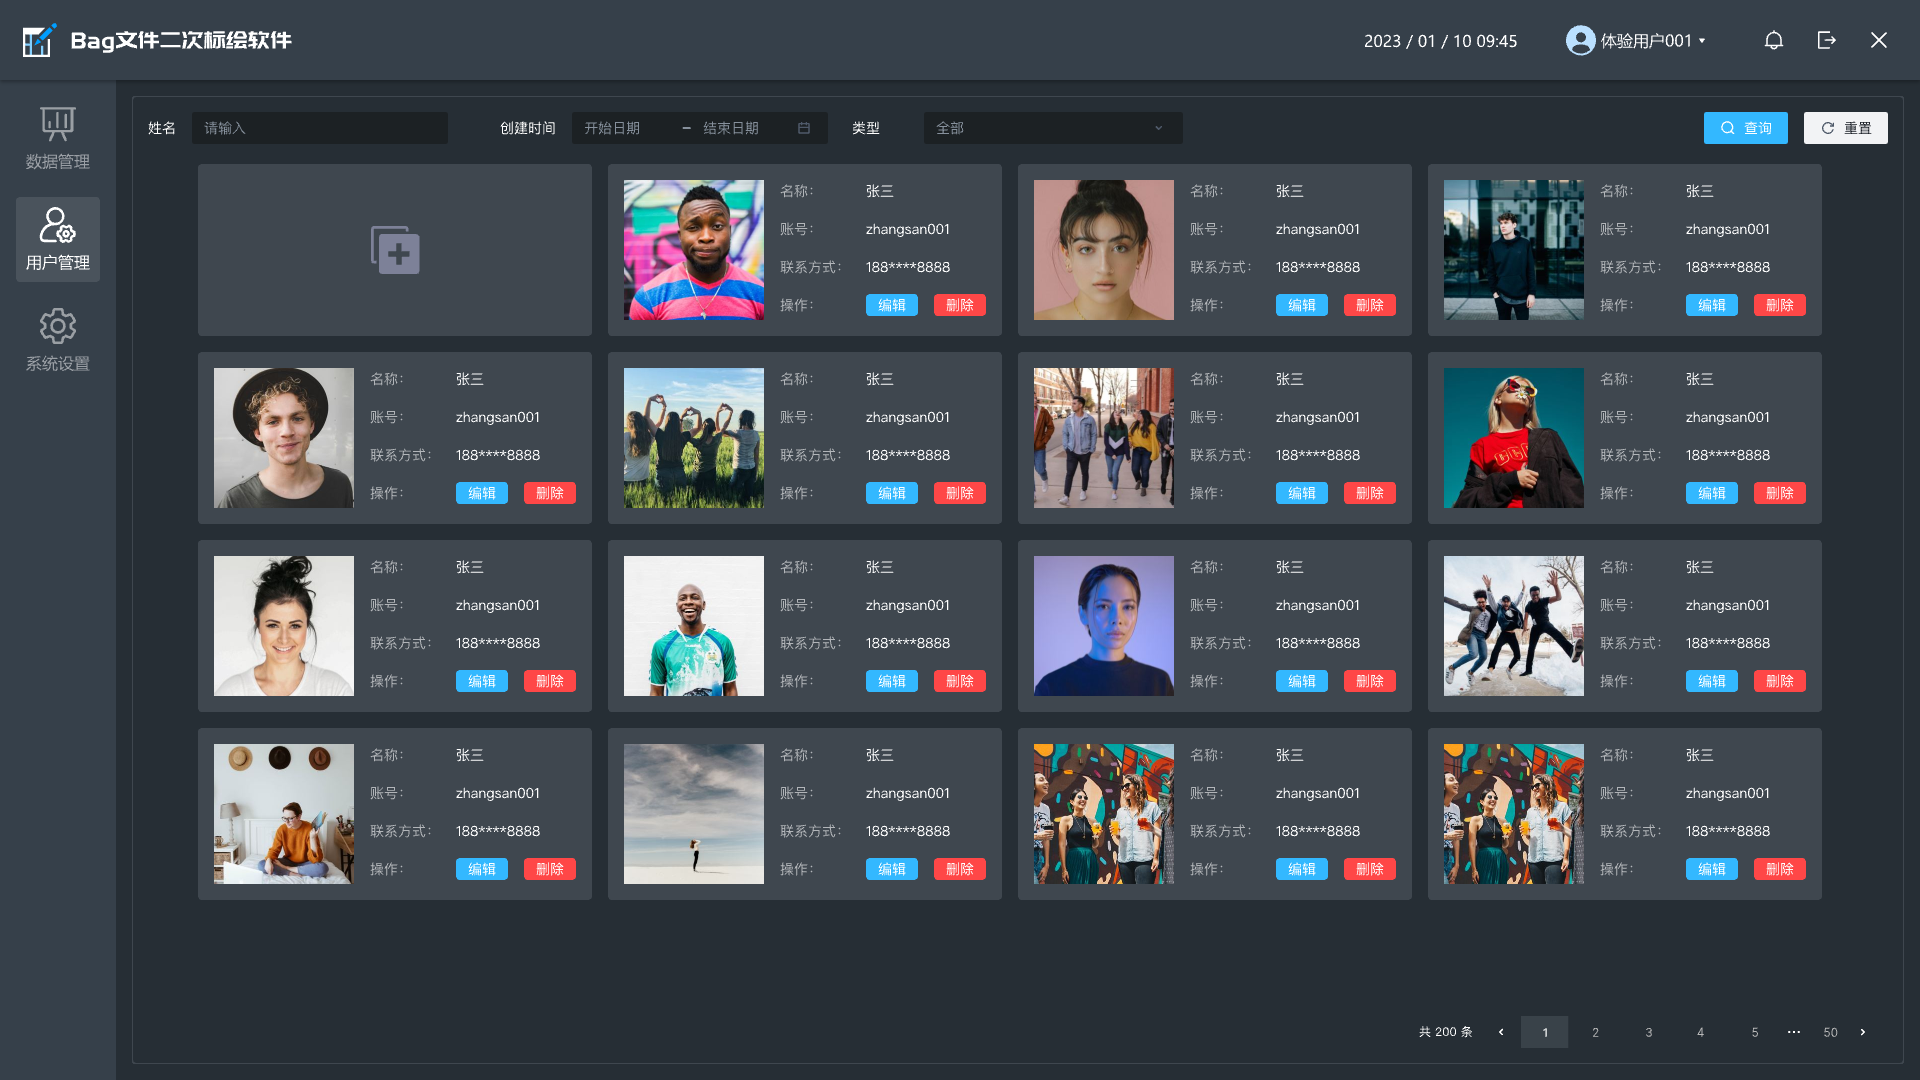 Bag文件二次标绘软件
2023 / 01 / 10 09:45
体验用户001
数据管理
用户管理
系统设置
姓名 请输入 创建时间 开始日期 – 结束日期 类型 全部 查询 重置
名称： 张三 名称： 张三 名称： 张三
账号： zhangsan001 账号： zhangsan001 账号： zhangsan001
联系方式： 188****8888 联系方式： 188****8888 联系方式： 188****8888
操作： 编辑 删除 操作： 编辑 删除 操作： 编辑 删除
名称： 张三 名称： 张三 名称： 张三 名称： 张三
账号： zhangsan001 账号： zhangsan001 账号： zhangsan001 账号： zhangsan001
联系方式： 188****8888 联系方式： 188****8888 联系方式： 188****8888 联系方式： 188****8888
操作： 编辑 删除 操作： 编辑 删除 操作： 编辑 删除 操作： 编辑 删除
名称： 张三 名称： 张三 名称： 张三 名称： 张三
账号： zhangsan001 账号： zhangsan001 账号： zhangsan001 账号： zhangsan001
联系方式： 188****8888 联系方式： 188****8888 联系方式： 188****8888 联系方式： 188****8888
操作： 编辑 删除 操作： 编辑 删除 操作： 编辑 删除 操作： 编辑 删除
名称： 张三 名称： 张三 名称： 张三 名称： 张三
账号： zhangsan001 账号： zhangsan001 账号： zhangsan001 账号： zhangsan001
联系方式： 188****8888 联系方式： 188****8888 联系方式： 188****8888 联系方式： 188****8888
操作： 编辑 删除 操作： 编辑 删除 操作： 编辑 删除 操作： 编辑 删除
共 200 条 1 2 3 4 5 ··· 50